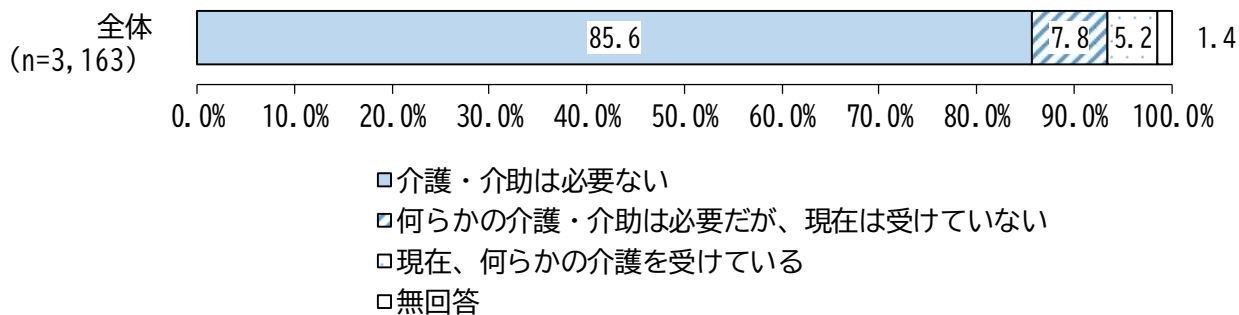 全体
(n=3,163)
85.6
7.8
5.2
1.4
0.0% 10.0% 20.0% 30.0% 40.0% 50.0% 60.0% 70.0% 80.0% 90.0% 100.0%
介護・介助は必要ない
何らかの介護・介助は必要だが、現在は受けていない
現在、何らかの介護を受けている
無回答